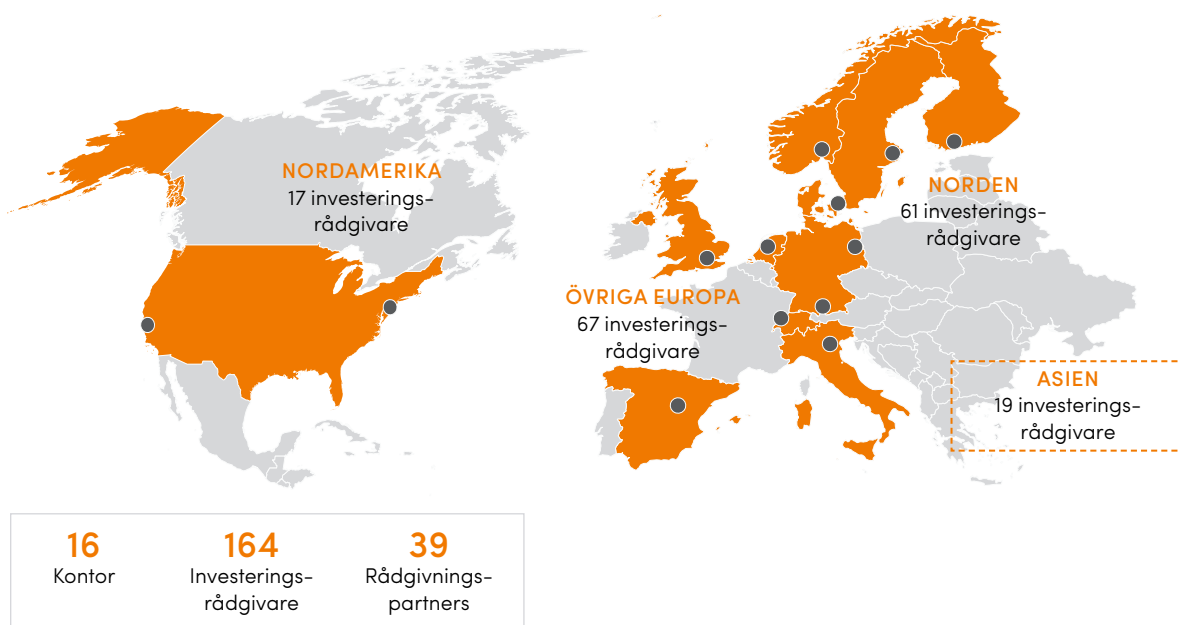 NORDAMERIKA
17 investerings-
rådgivare
NORDEN
61 investerings-
rådgivare
ÖVRIGA EUROPA
67 investerings-
rådgivare
ASIEN
19 investerings-
rådgivare
16
Kontor
164
Investerings-
rådgivare
39
Rådgivnings-
partners